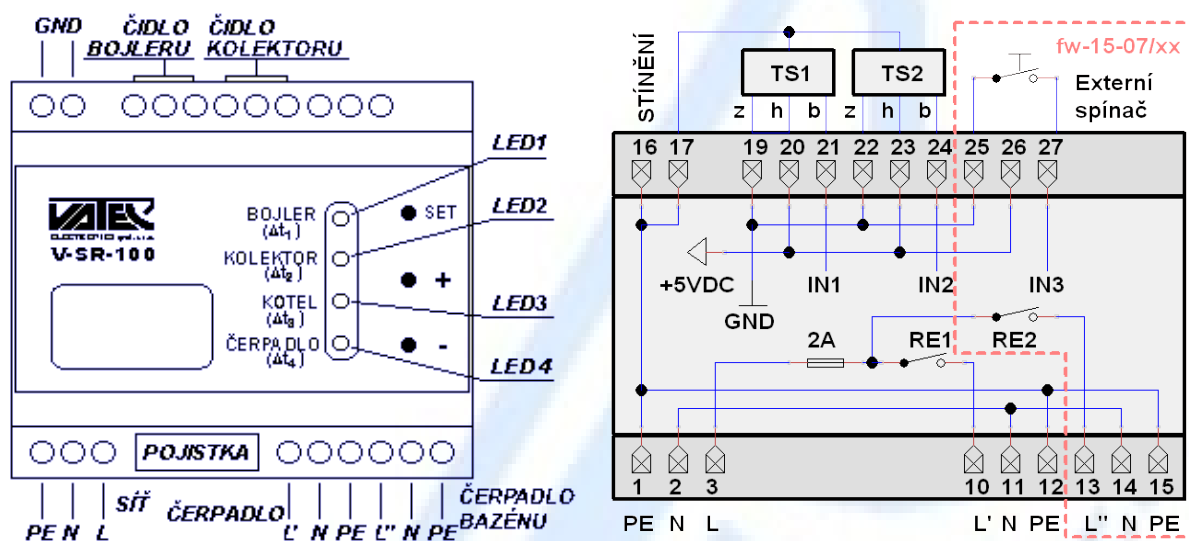 GND
ČIDLO BOJLERU
ČIDLO KOLEKTORU
LED1
VATER
V-SR-100
BOJLER
(Δt₁)
SET
LED2
KOLEKTOR
(Δt₂)
+
KOTEL
(Δt₃)
LED3
ČERPADLO
(Δt₄)
-
LED4
POJISTKA
PE N L
SÍŤ
ČERPADLO
L' N PE L'' N PE
ČERPADLO
BAZÉNU
STÍNĚNÍ
TS1
TS2
z h b z h b
fw-15-07/xx
Externí
spínač
16 17 19 20 21 22 23 24 25 26 27
+5VDC
GND
IN1
IN2
IN3
2A
RE1
RE2
1 2 3 10 11 12 13 14 15
PE N L L' N PE L'' N PE